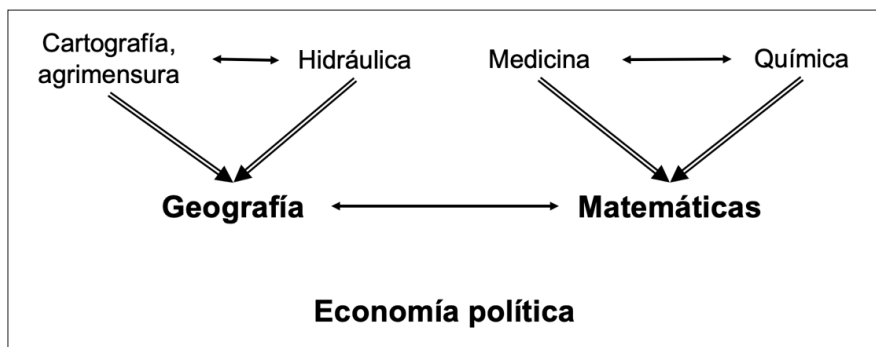 Cartografía,
agrimensura
Hidráulica
Medicina
Química
Geografía
Matemáticas
Economía política